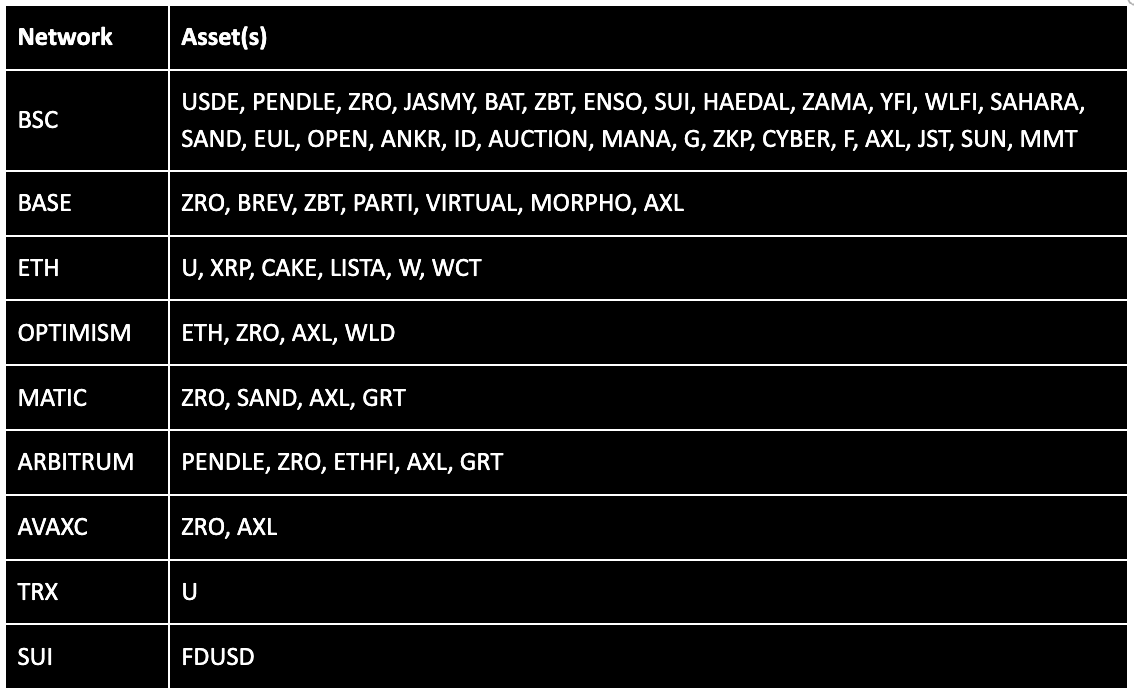 Network Asset(s)
BSC USDE, PENDLE, ZRO, JASMY, BAT, ZBT, ENSO, SUI, HAEDAL, ZAMA, YFI, WLFI, SAHARA,
SAND, EUL, OPEN, ANKR, ID, AUCTION, MANA, G, ZKP, CYBER, F, AXL, JST, SUN, MMT
BASE ZRO, BREV, ZBT, PARTI, VIRTUAL, MORPHO, AXL
ETH U, XRP, CAKE, LISTA, W, WCT
OPTIMISM ETH, ZRO, AXL, WLD
MATIC ZRO, SAND, AXL, GRT
ARBITRUM PENDLE, ZRO, ETHFI, AXL, GRT
AVAXC ZRO, AXL
TRX U
SUI FDUSD